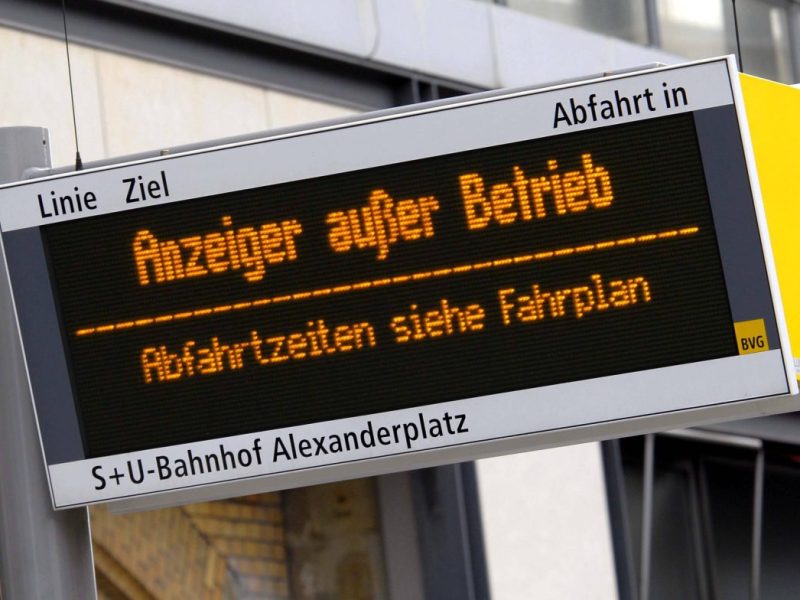 Linie Ziel Abfahrt in
Anzeiger außer Betrieb
--------------------------------
Abfahrtzeiten siehe Fahrplan
BVG
S+U-Bahnhof Alexanderplatz